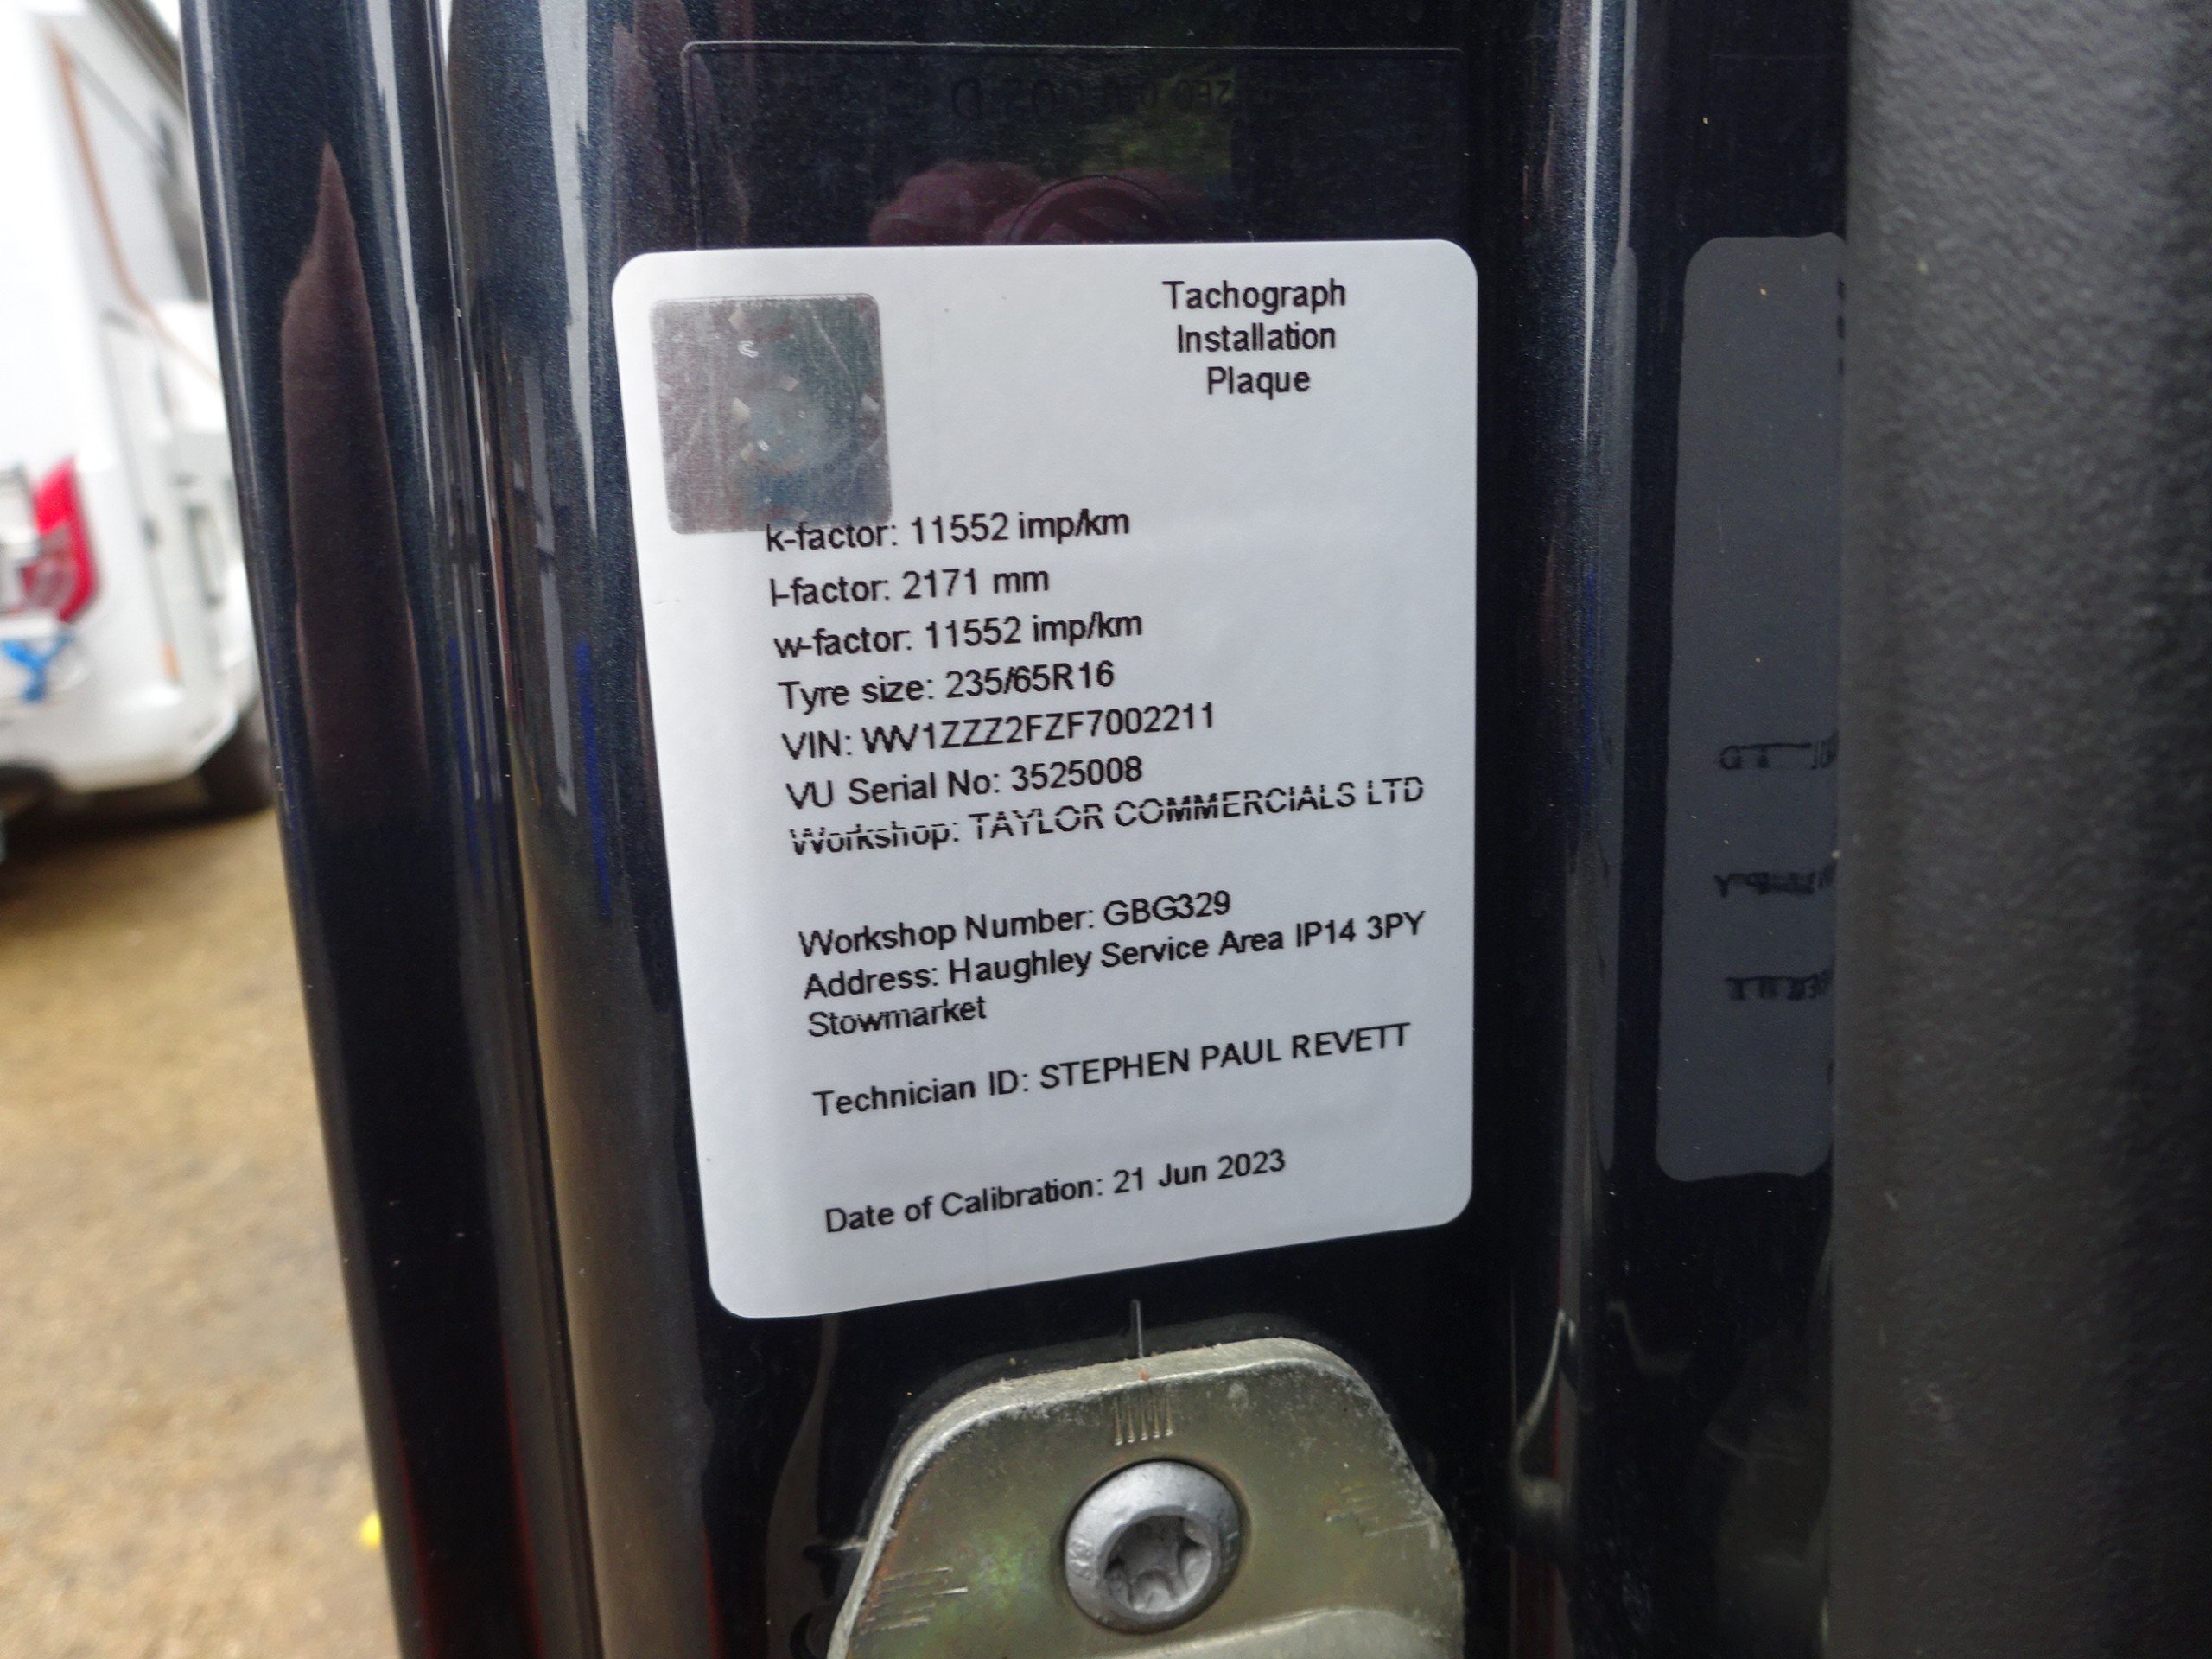 Tachograph
Installation
Plaque
k-factor: 11552 imp/km
l-factor: 2171 mm
w-factor: 11552 imp/km
Tyre size: 235/65R16
VIN: WV1ZZZ2FZF7002211
VU Serial No: 3525008
Workshop: TAYLOR COMMERCIALS LTD
Workshop Number: GBG329
Address: Haughley Service Area IP14 3PY
Stowmarket
Technician ID: STEPHEN PAUL REVETT
Date of Calibration: 21 Jun 2023